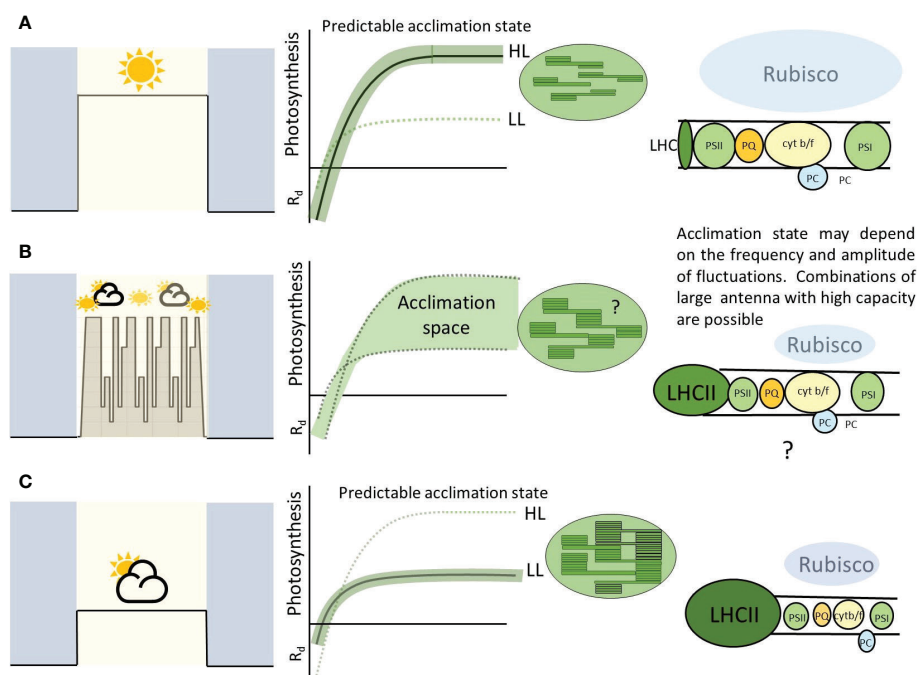 A
Predictable acclimation state
Photosynthesis
R_d
HL
LL
Rubisco
LHC
PSII
PQ
cyt b/f
PSI
PC
PC
B
Photosynthesis
R_d
Acclimation
space
?
Acclimation state may depend
on the frequency and amplitude
of fluctuations. Combinations of
large antenna with high capacity
are possible
Rubisco
LHCII
PSII
PQ
cyt b/f
PSI
PC
PC
?
C
Predictable acclimation state
Photosynthesis
R_d
HL
LL
Rubisco
LHCII
PSII
PQ
cytb/f
PSI
PC